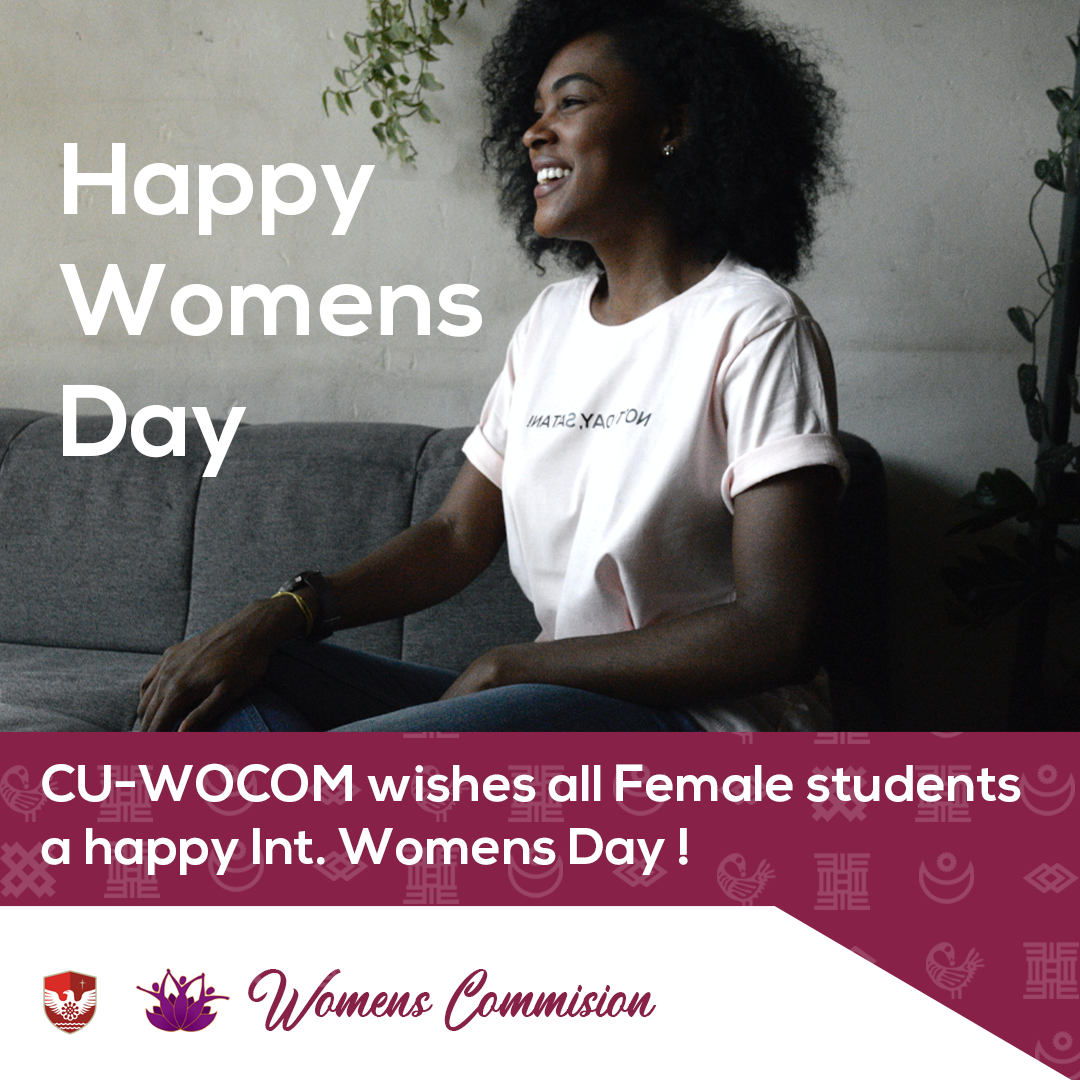 Happy
Womens
Day
NOT TODAY, SATAN!
CU-WOCOM wishes all Female students
a happy Int. Womens Day !
Womens Commision